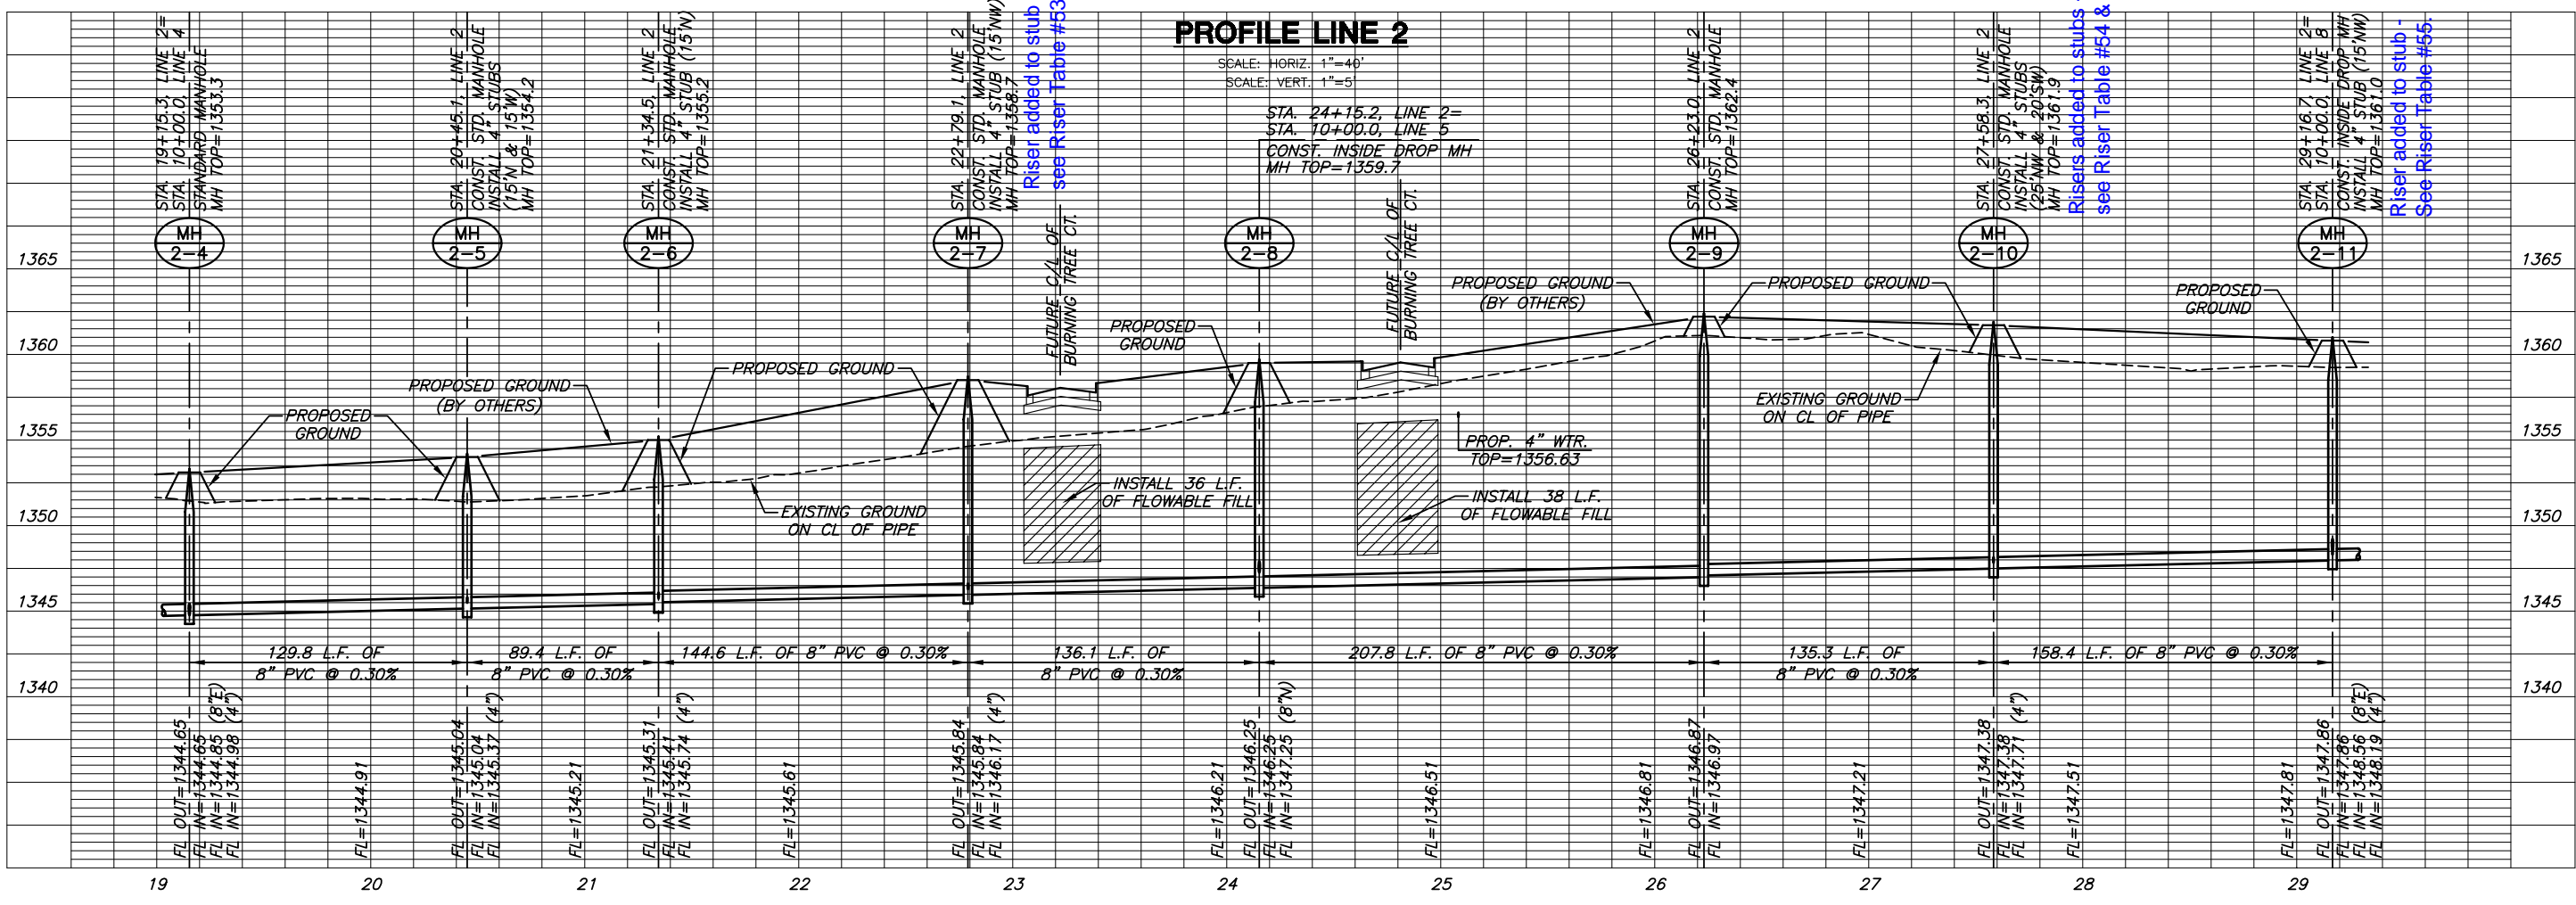 PROFILE LINE 2
SCALE: HORIZ. 1"=40'
SCALE: VERT. 1"=5'
STA. 19+15.3, LINE 2=
STA. 10+00.0, LINE 4
STANDARD MANHOLE
MH TOP=1353.3
STA. 20+45.1, LINE 2
CONST. STD. MANHOLE
INSTALL 4" STUBS
(15'N & 15'W)
MH TOP=1354.2
STA. 21+34.5, LINE 2
CONST. STD. MANHOLE
INSTALL 4" STUB (15'N)
MH TOP=1355.2
STA. 22+79.1, LINE 2
CONST. STD. MANHOLE
INSTALL 4" STUB (15'NW)
MH TOP=1358.7
Riser added to stub
see Riser Table #53
STA. 24+15.2, LINE 2=
STA. 10+00.0, LINE 5
CONST. INSIDE DROP MH
MH TOP=1359.7
STA. 26+23.0, LINE 2
CONST. STD. MANHOLE
MH TOP=1362.4
STA. 27+58.3, LINE 2
CONST. STD. MANHOLE
INSTALL 4" STUBS
(25'NW & 20'SW)
MH TOP=1361.9
Risers added to stubs -
see Riser Table #54 &
STA. 29+16.7, LINE 2=
STA. 10+00.0, LINE 8
CONST. INSIDE DROP MH
INSTALL 4" STUB (15'NW)
MH TOP=1361.0
Riser added to stub -
See Riser Table #55.
MH
2-4
MH
2-5
MH
2-6
MH
2-7
MH
2-8
MH
2-9
MH
2-10
MH
2-11
FUTURE C/L OF
BURNING TREE CT.
FUTURE C/L OF
BURNING TREE CT.
1365
1360
1355
1350
1345
1340
1365
1360
1355
1350
1345
1340
PROPOSED
GROUND
PROPOSED GROUND
(BY OTHERS)
PROPOSED GROUND
EXISTING GROUND
ON CL OF PIPE
PROPOSED
GROUND
INSTALL 36 L.F.
OF FLOWABLE FILL
PROPOSED GROUND
(BY OTHERS)
PROP. 4" WTR.
TOP=1356.63
INSTALL 38 L.F.
OF FLOWABLE FILL
PROPOSED GROUND
EXISTING GROUND
ON CL OF PIPE
PROPOSED
GROUND
129.8 L.F. OF
8" PVC @ 0.30%
89.4 L.F. OF
8" PVC @ 0.30%
144.6 L.F. OF 8" PVC @ 0.30%
136.1 L.F. OF
8" PVC @ 0.30%
207.8 L.F. OF 8" PVC @ 0.30%
135.3 L.F. OF
8" PVC @ 0.30%
158.4 L.F. OF 8" PVC @ 0.30%
FL OUT=1344.65
FL IN=1344.65
FL IN=1344.85 (8"E)
FL IN=1344.98 (4")
FL=1344.91
FL OUT=1345.04
FL IN=1345.04
FL IN=1345.37 (4")
FL=1345.21
FL OUT=1345.31
FL IN=1345.41
FL IN=1345.74 (4")
FL=1345.61
FL OUT=1345.84
FL IN=1345.84
FL IN=1346.17 (4")
FL=1346.21
FL OUT=1346.25
FL IN=1346.25
FL IN=1347.25 (8"N)
FL=1346.51
FL=1346.81
FL OUT=1346.87
FL IN=1346.97
FL=1347.21
FL OUT=1347.38
FL IN=1347.38
FL IN=1347.71 (4")
FL=1347.51
FL=1347.81
FL OUT=1347.86
FL IN=1347.86
FL IN=1348.56 (8"E)
FL IN=1348.19 (4")
19
20
21
22
23
24
25
26
27
28
29